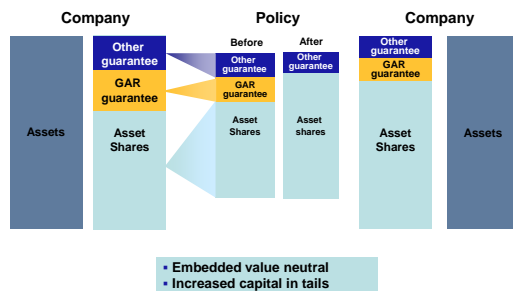 Company
Policy
Company
Before
After
Other
guarantee
GAR
guarantee
Assets
Asset
Shares
Other
guarantee
GAR
guarantee
Asset
Shares
Other
guarantee
Asset
shares
Other
guarantee
GAR
guarantee
Asset
Shares
Assets
▪ Embedded value neutral
▪ Increased capital in tails